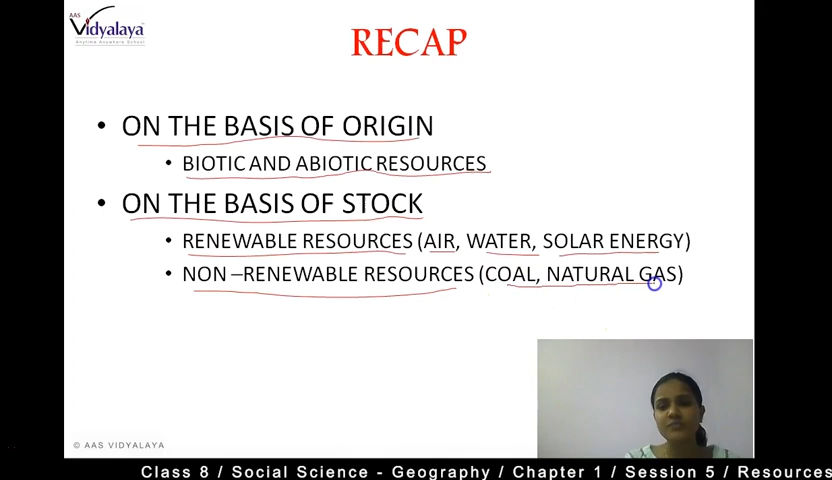 AAS
Vidyalaya
Anytime Anywhere School
RECAP
• ON THE BASIS OF ORIGIN
• BIOTIC AND ABIOTIC RESOURCES
• ON THE BASIS OF STOCK
• RENEWABLE RESOURCES (AIR, WATER, SOLAR ENERGY)
• NON –RENEWABLE RESOURCES (COAL, NATURAL GAS)
© AAS VIDYALAYA
Class 8 / Social Science - Geography / Chapter 1 / Session 5 / Resources